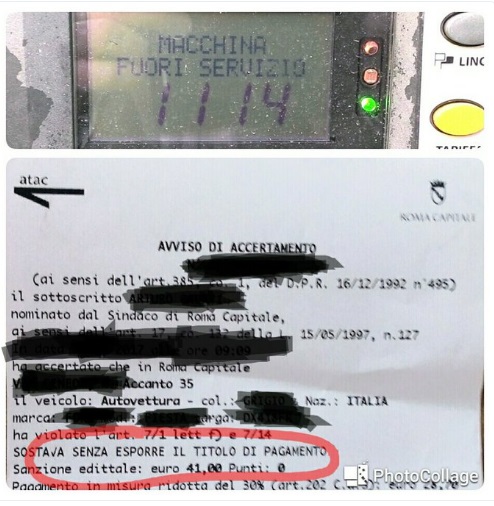 MACCHINA
FUORI SERVIZIO
1114
LING
TARIFF
atac
ROMA CAPITALE
AVVISO DI ACCERTAMENTO
(ai sensi dell'art.385 co. 1, del D.P.R. 16/12/1992 n°495)
il sottoscritto
nominato dal Sindaco di Roma Capitale,
ai sensi dell'art. 17, co. 132 della L. 15/05/1997, n.127
ore 09:09
ha accertato che in Roma Capitale
V Accanto 35
il veicolo: Autovettura - col.: GRIGIO Naz.: ITALIA
marca: targa:
ha violato l'art. 7/1 lett f) e 7/14
SOSTAVA SENZA ESPORRE IL TITOLO DI PAGAMENTO
Sanzione edittale: euro 41,00 Punti: 0
Pagamento in misura ridotta del 30% (art.202 C.d.S): euro 28,70
PhotoCollage